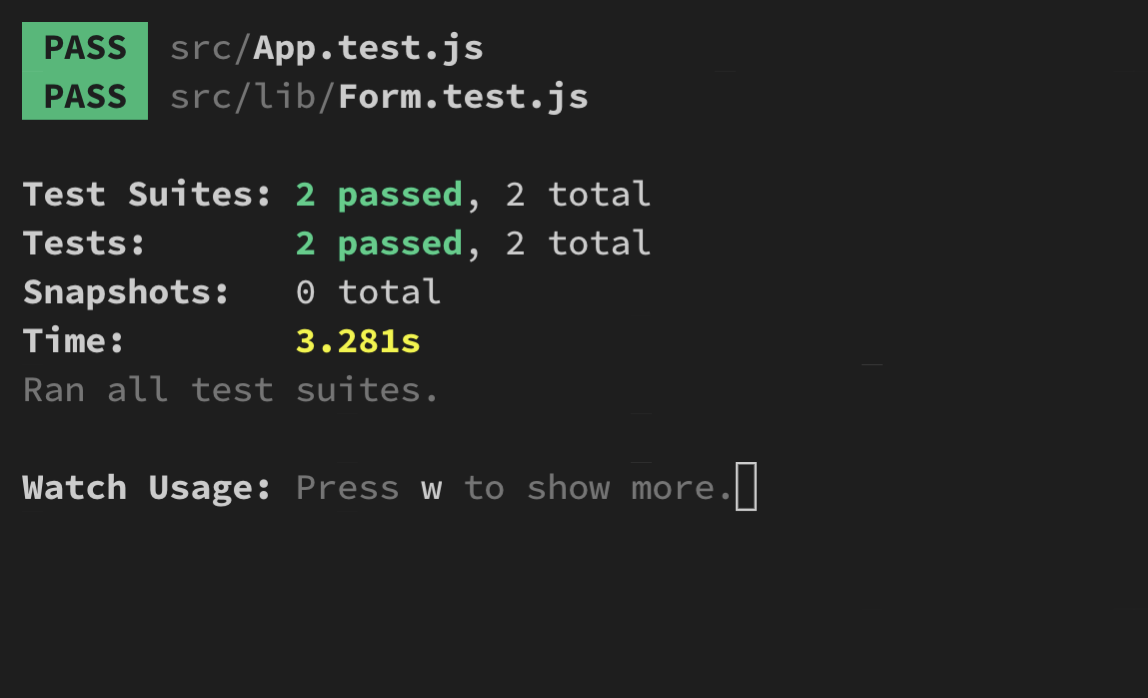 PASS src/App.test.js
PASS src/lib/Form.test.js
Test Suites: 2 passed, 2 total
Tests: 2 passed, 2 total
Snapshots: 0 total
Time: 3.281s
Ran all test suites.
Watch Usage: Press w to show more.